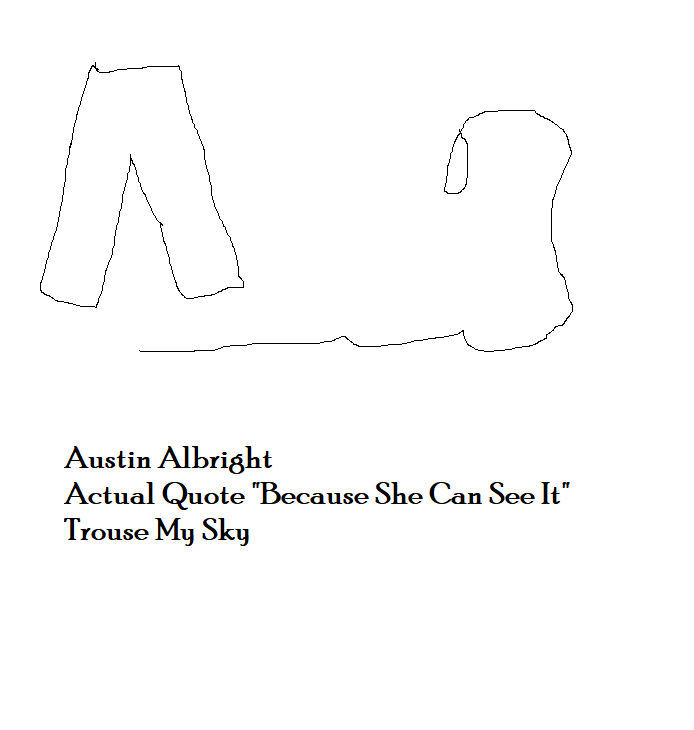 Austin Albright
Actual Quote "Because She Can See It"
Trouse My Sky